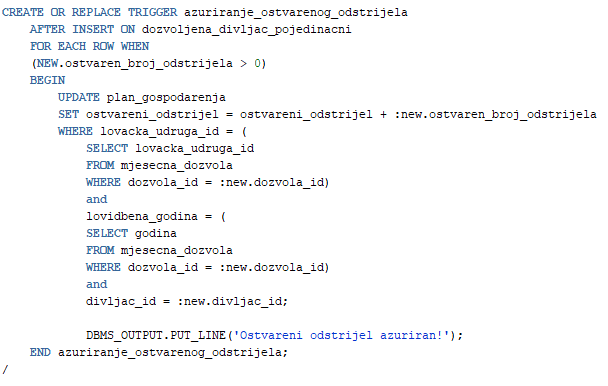 CREATE OR REPLACE TRIGGER azuriranje_ostvarenog_odstrijela
AFTER INSERT ON dozvoljena_divljac_pojedinacni
FOR EACH ROW WHEN
(NEW.ostvaren_broj_odstrijela > 0)
BEGIN
UPDATE plan_gospodarenja
SET ostvareni_odstrijel = ostvareni_odstrijel + :new.ostvaren_broj_odstrijela
WHERE lovacka_udruga_id = (
SELECT lovacka_udruga_id
FROM mjesecna_dozvola
WHERE dozvola_id = :new.dozvola_id)
and
lovidbena_godina = (
SELECT godina
FROM mjesecna_dozvola
WHERE dozvola_id = :new.dozvola_id)
and
divljac_id = :new.divljac_id;
DBMS_OUTPUT.PUT_LINE('Ostvareni odstrijel azuriran!');
END azuriranje_ostvarenog_odstrijela;
/